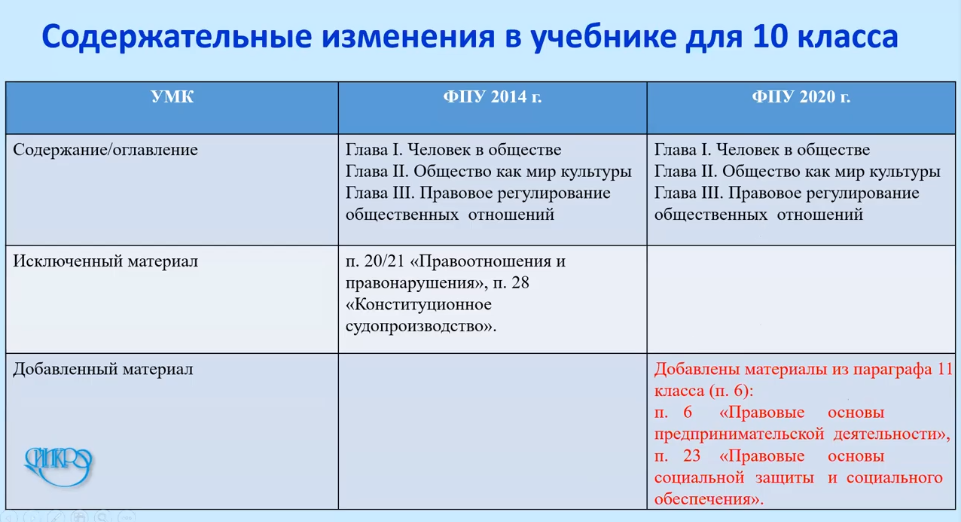 Содержательные изменения в учебнике для 10 класса
УМК
ФПУ 2014 г.
ФПУ 2020 г.
Содержание/оглавление
Глава I. Человек в обществе
Глава II. Общество как мир культуры
Глава III. Правовое регулирование
общественных отношений
Глава I. Человек в обществе
Глава II. Общество как мир культуры
Глава III. Правовое регулирование
общественных отношений
Исключенный материал
п. 20/21 «Правоотношения и
правонарушения», п. 28
«Конституционное
судопроизводство».
Добавленный материал
Добавлены материалы из параграфа 11
класса (п. 6):
п. 6 «Правовые основы
предпринимательской деятельности»,
п. 23 «Правовые основы
социальной защиты и социального
обеспечения».